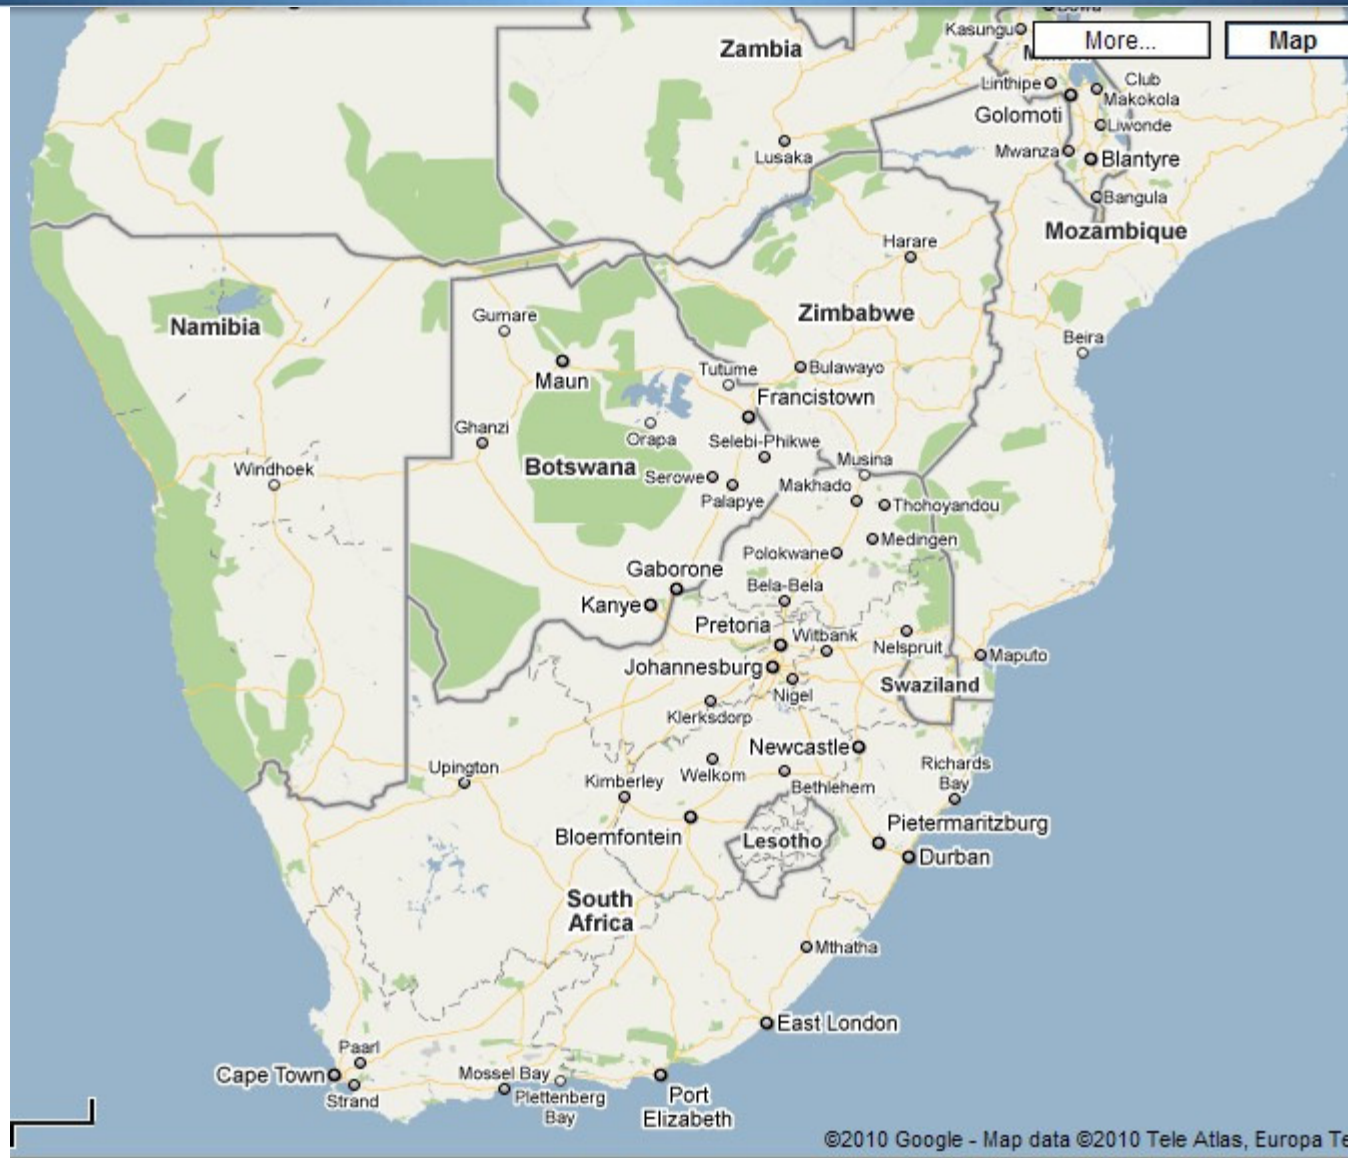 Kasungu
More...
Map
Zambia
Linthipe
Club
Makokola
Golomoti
Liwonde
Lusaka
Mwanza
Blantyre
Bangula
Mozambique
Harare
Zimbabwe
Namibia
Gumare
Beira
Maun
Tutume
Bulawayo
Francistown
Ghanzi
Orapa
Selebi-Phikwe
Botswana
Musina
Windhoek
Serowe
Makhado
Palapye
Thohoyandou
Medingen
Polokwane
Gaborone
Bela-Bela
Kanye
Pretoria
Witbank
Nelspruit
Maputo
Johannesburg
Swaziland
Nigel
Klerksdorp
Newcastle
Richards
Bay
Upington
Kimberley
Welkom
Bethlehem
Pietermaritzburg
Bloemfontein
Lesotho
Durban
South
Africa
Mthatha
East London
Paarl
Cape Town
Mossel Bay
Strand
Plettenberg
Bay
Port
Elizabeth
©2010 Google - Map data ©2010 Tele Atlas, Europa Te